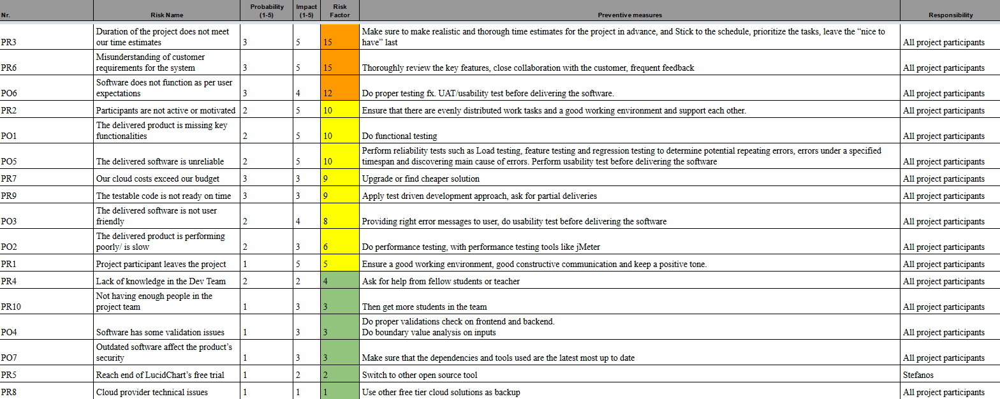 Nr. Risk Name Probability (1-5) Impact (1-5) Risk Factor Preventive measures Responsibility
PR3 Duration of the project does not meet our time estimates 3 5 15 Make sure to make realistic and thorough time estimates for the project in advance, and Stick to the schedule, prioritize the tasks, leave the “nice to have” last All project participants
PR6 Misunderstanding of customer requirements for the system 3 5 15 Thoroughly review the key features, close collaboration with the customer, frequent feedback All project participants
PO6 Software does not function as per user expectations 3 4 12 Do proper testing fx. UAT/usability test before delivering the software. All project participants
PR2 Participants are not active or motivated 2 5 10 Ensure that there are evenly distributed work tasks and a good working environment and support each other. All project participants
PO1 The delivered product is missing key functionalities 2 5 10 Do functional testing All project participants
PO5 The delivered software is unreliable 2 5 10 Perform reliability tests such as Load testing, feature testing and regression testing to determine potential repeating errors, errors under a specified timespan and discovering main cause of errors. Perform usability test before delivering the software All project participants
PR7 Our cloud costs exceed our budget 3 3 9 Upgrade or find cheaper solution All project participants
PR9 The testable code is not ready on time 3 3 9 Apply test driven development approach, ask for partial deliveries All project participants
PO3 The delivered software is not user friendly 2 4 8 Providing right error messages to user, do usability test before delivering the software All project participants
PO2 The delivered product is performing poorly/ is slow 2 3 6 Do performance testing, with performance testing tools like jMeter All project participants
PR1 Project participant leaves the project 1 5 5 Ensure a good working environment, good constructive communication and keep a positive tone. All project participants
PR4 Lack of knowledge in the Dev Team 2 2 4 Ask for help from fellow students or teacher All project participants
PR10 Not having enough people in the project team 1 3 3 Then get more students in the team All project participants
PO4 Software has some validation issues 1 3 3 Do proper validations check on frontend and backend. Do boundary value analysis on inputs All project participants
PO7 Outdated software affect the product’s security 1 3 3 Make sure that the dependencies and tools used are the latest most up to date All project participants
PR5 Reach end of LucidChart’s free trial 1 2 2 Switch to other open source tool Stefanos
PR8 Cloud provider technical issues 1 1 1 Use other free tier cloud solutions as backup All project participants